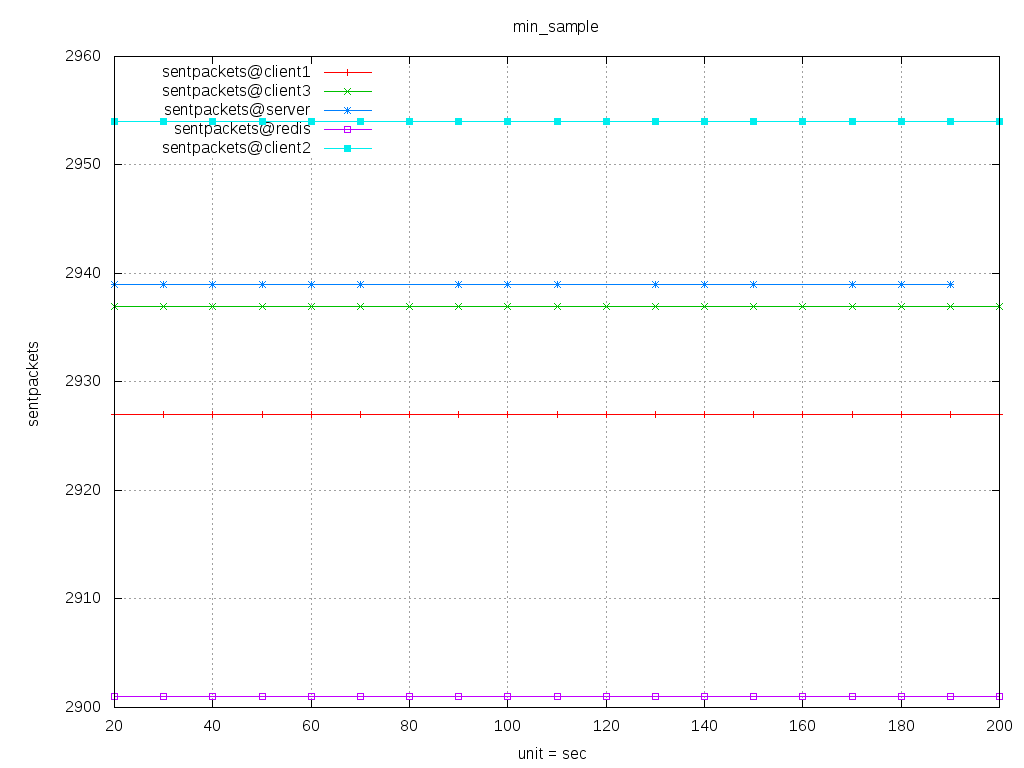 min_sample
2960
2950
2940
2930
2920
2910
2900
sentpackets@client1
sentpackets@client3
sentpackets@server
sentpackets@redis
sentpackets@client2
sentpackets
20 40 60 80 100 120 140 160 180 200
unit = sec